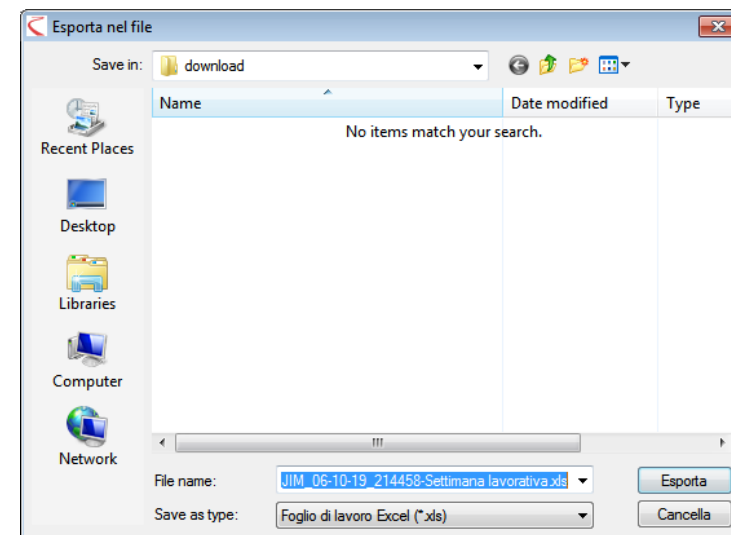 Esporta nel file
Save in: download
Name Date modified Type
No items match your search.
Recent Places
Desktop
Libraries
Computer
Network
File name: JIM_06-10-19_214458-Settimana lavorativa.xls Esporta
Save as type: Foglio di lavoro Excel (*.xls) Cancella